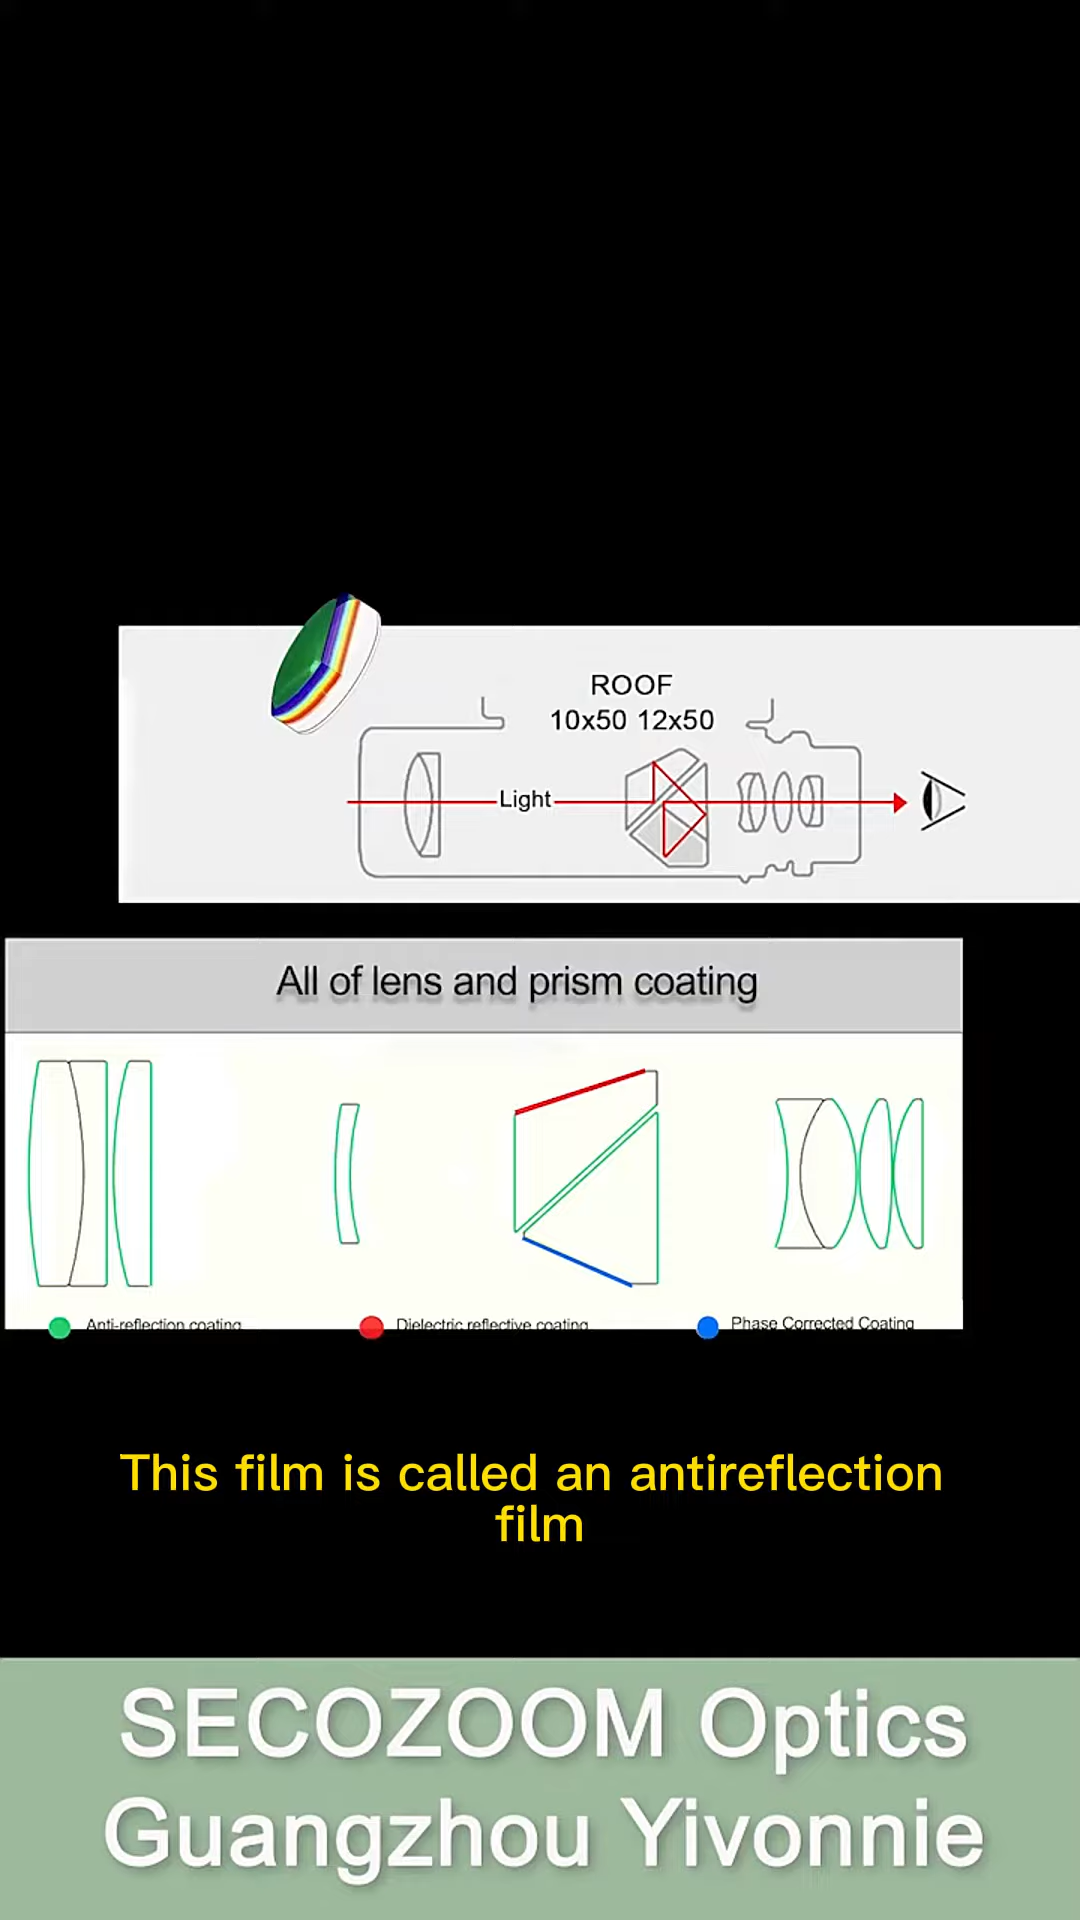 ROOF
10x50 12x50
Light
All of lens and prism coating
Anti-reflection coating
Dielectric reflective coating
Phase Corrected Coating
This film is called an antireflection
film
SECOZOOM Optics
Guangzhou Yivonnie